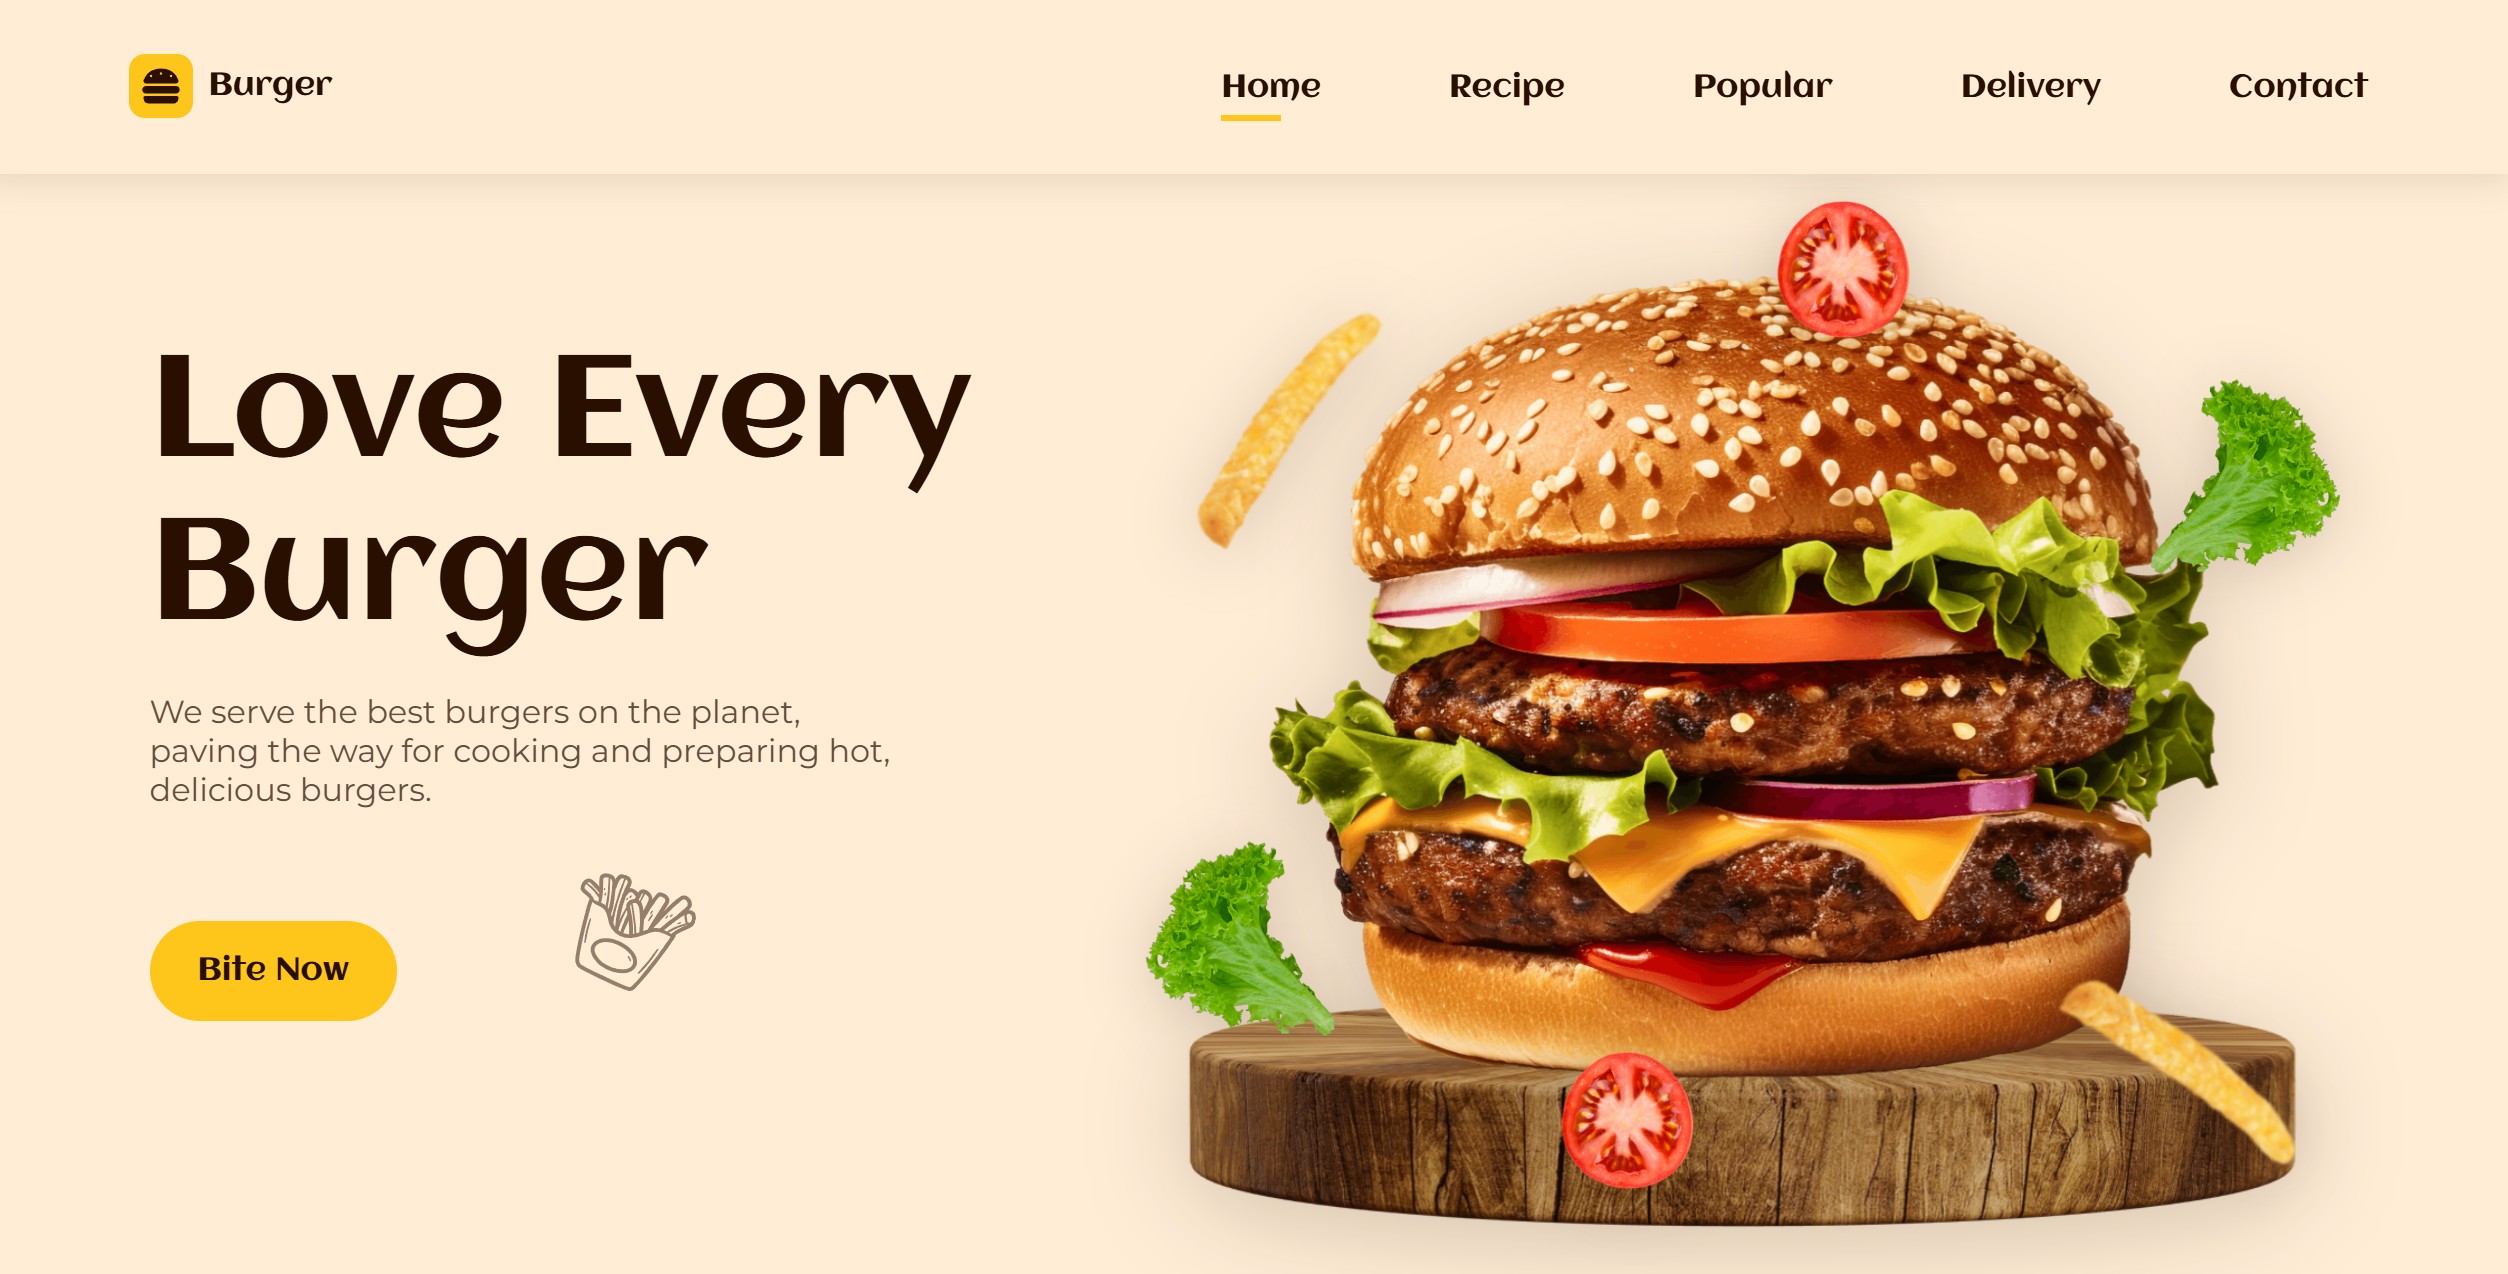 Burger
Home Recipe Popular Delivery Contact
Love Every
Burger
We serve the best burgers on the planet,
paving the way for cooking and preparing hot,
delicious burgers.
Bite Now